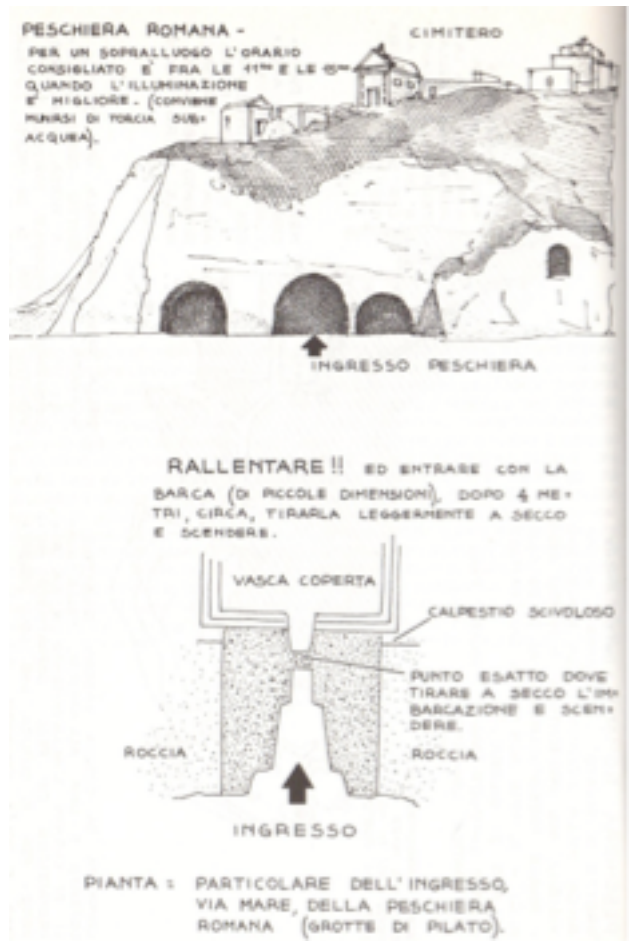 PESCHIERA ROMANA -
PER UN SOPRALLUOGO L'ORARIO
CONSIGLIATO E' FRA LE 11 E LE 15
QUANDO L'ILLUMINAZIONE
E' MIGLIORE. (CONVIENE
MUNIRSI DI TORCIA SUB-
ACQUEA).
CIMITERO
INGRESSO PESCHIERA
RALLENTARE!! ED ENTRARE CON LA
BARCA (DI PICCOLE DIMENSIONI), DOPO 4 ME-
TRI, CIRCA, TIRARLA LEGGERMENTE A SECCO
E SCENDERE.
VASCA COPERTA
CALPESTIO SCIVOLOSO
PUNTO ESATTO DOVE
TIRARE A SECCO L'IM-
BARCAZIONE E SCEN-
DERE.
ROCCIA
ROCCIA
INGRESSO
PIANTA: PARTICOLARE DELL'INGRESSO,
VIA MARE, DELLA PESCHIERA
ROMANA (GROTTE DI PILATO).